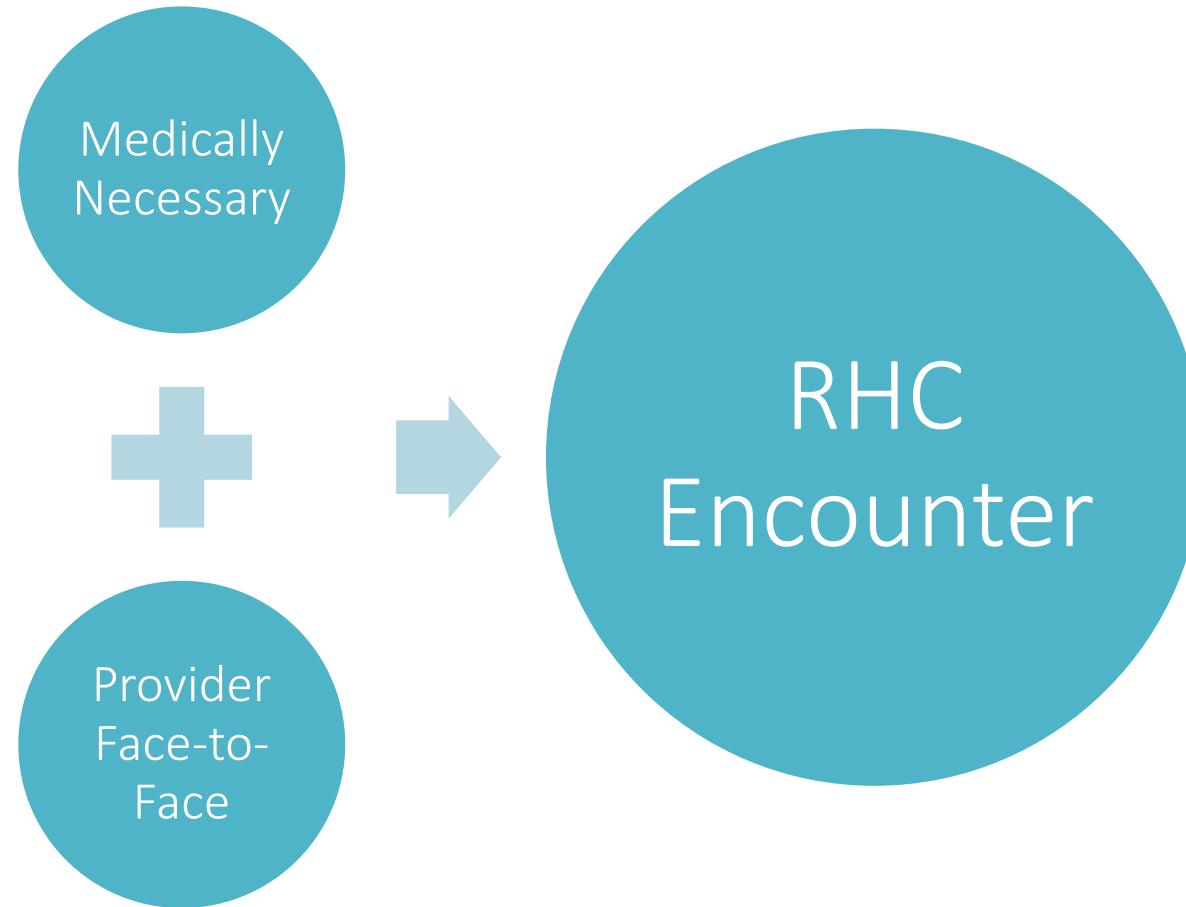 Medically
Necessary
Provider
Face-to-
Face
RHC
Encounter